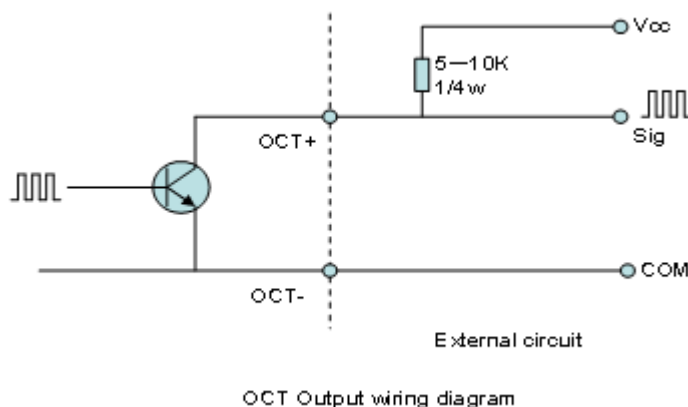 Vcc
5—10K
1/4w
OCT+
Sig
OCT-
COM
External circuit
OCT Output wiring diagram